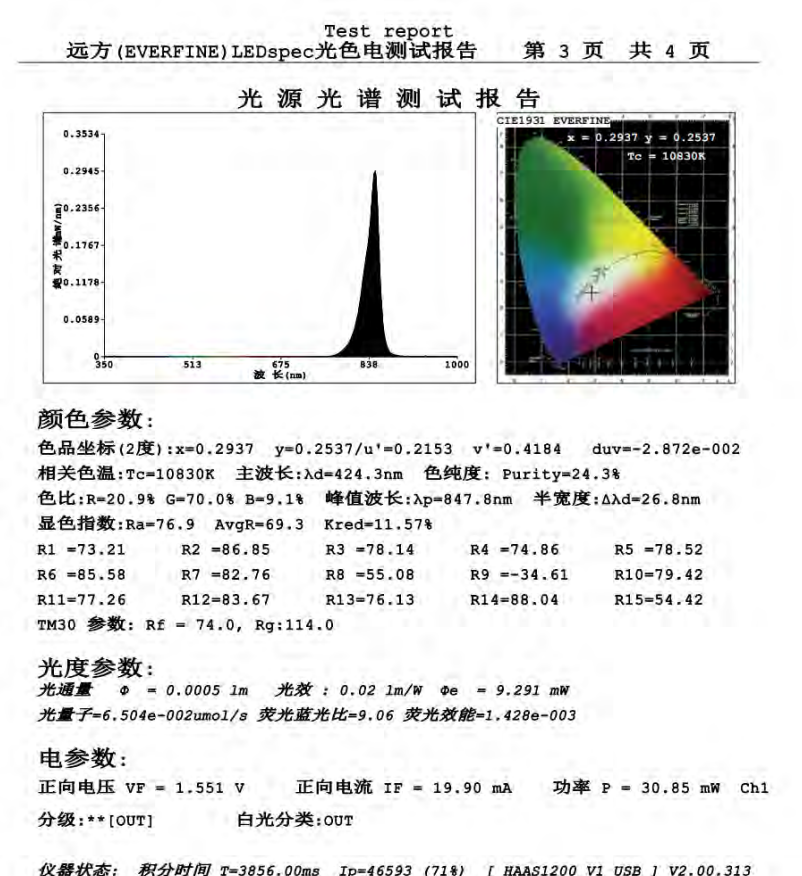 Test report
远方(EVERFINE)LEDspec光色电测试报告 第 3 页 共 4 页
光 源 光 谱 测 试 报 告
0.3534
0.2945
0.2356
0.1767
0.1178
0.0589
0
绝对光谱(mW/nm)
350 513 675 838 1000
波 长(nm)
CIE1931 EVERFINE
x = 0.2937 y = 0.2537
Tc = 10830K
颜色参数:
色品坐标(2度):x=0.2937 y=0.2537/u'=0.2153 v'=0.4184 duv=-2.872e-002
相关色温:Tc=10830K 主波长:λd=424.3nm 色纯度: Purity=24.3%
色比:R=20.9% G=70.0% B=9.1% 峰值波长:λp=847.8nm 半宽度:Δλd=26.8nm
显色指数:Ra=76.9 AvgR=69.3 Kred=11.57%
R1 =73.21 R2 =86.85 R3 =78.14 R4 =74.86 R5 =78.52
R6 =85.58 R7 =82.76 R8 =55.08 R9 =-34.61 R10=79.42
R11=77.26 R12=83.67 R13=76.13 R14=88.04 R15=54.42
TM30 参数: Rf = 74.0, Rg:114.0
光度参数:
光通量 Φ = 0.0005 lm 光效 : 0.02 lm/W Φe = 9.291 mW
光量子=6.504e-002umol/s 荧光蓝光比=9.06 荧光效能=1.428e-003
电参数:
正向电压 VF = 1.551 V 正向电流 IF = 19.90 mA 功率 P = 30.85 mW Ch1
分级:**[OUT] 白光分类:OUT
仪器状态: 积分时间 T=3856.00ms Ip=46593 (71%) [ HAAS1200_V1_USB ] V2.00.313